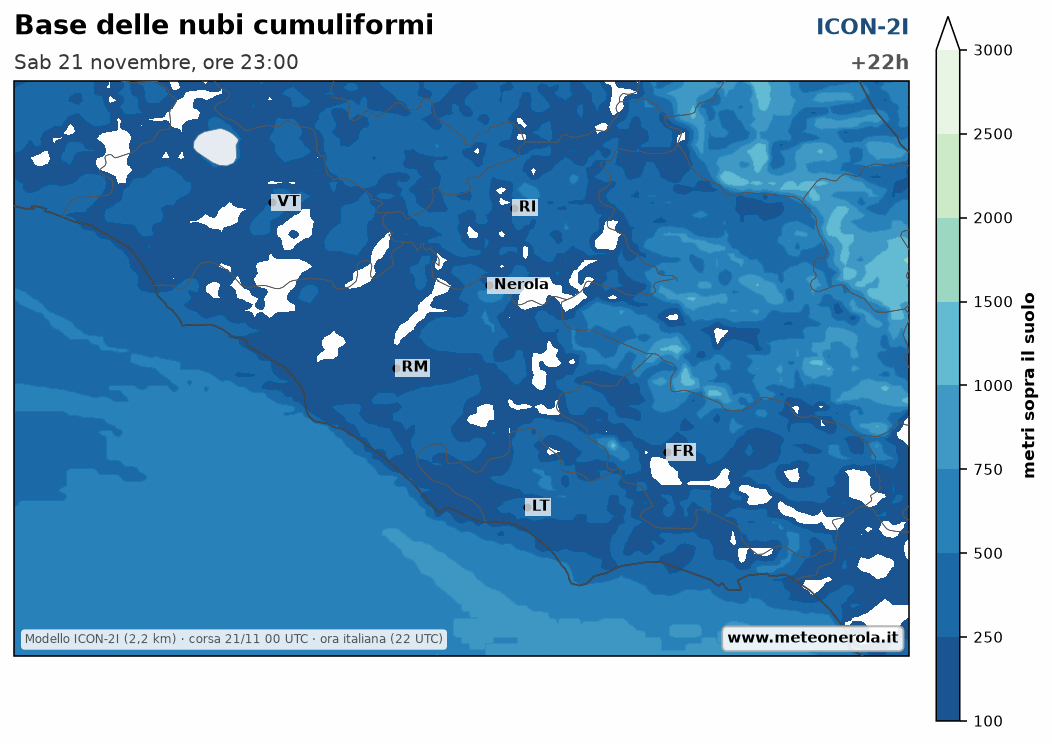 Base delle nubi cumuliformi
ICON-2I
Sab 21 novembre, ore 23:00
+22h
3000
2500
2000
1500
1000
750
500
250
100
metri sopra il suolo
VT
RI
Nerola
RM
FR
LT
Modello ICON-2I (2,2 km) · corsa 21/11 00 UTC · ora italiana (22 UTC)
www.meteonerola.it